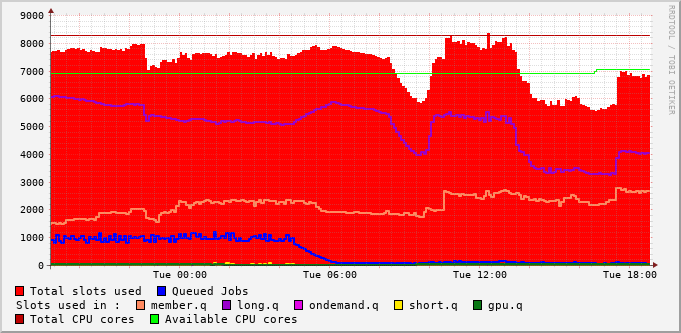 RRDTOOL / TOBI OETIKER
9000
8000
7000
6000
5000
4000
3000
2000
1000
0
Tue 00:00 Tue 06:00 Tue 12:00 Tue 18:00
Total slots used Queued Jobs
Slots used in : member.q long.q ondemand.q short.q gpu.q
Total CPU cores Available CPU cores